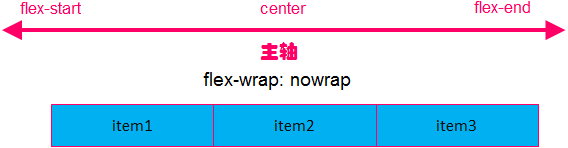 flex-start center flex-end
主轴
flex-wrap: nowrap
item1 item2 item3